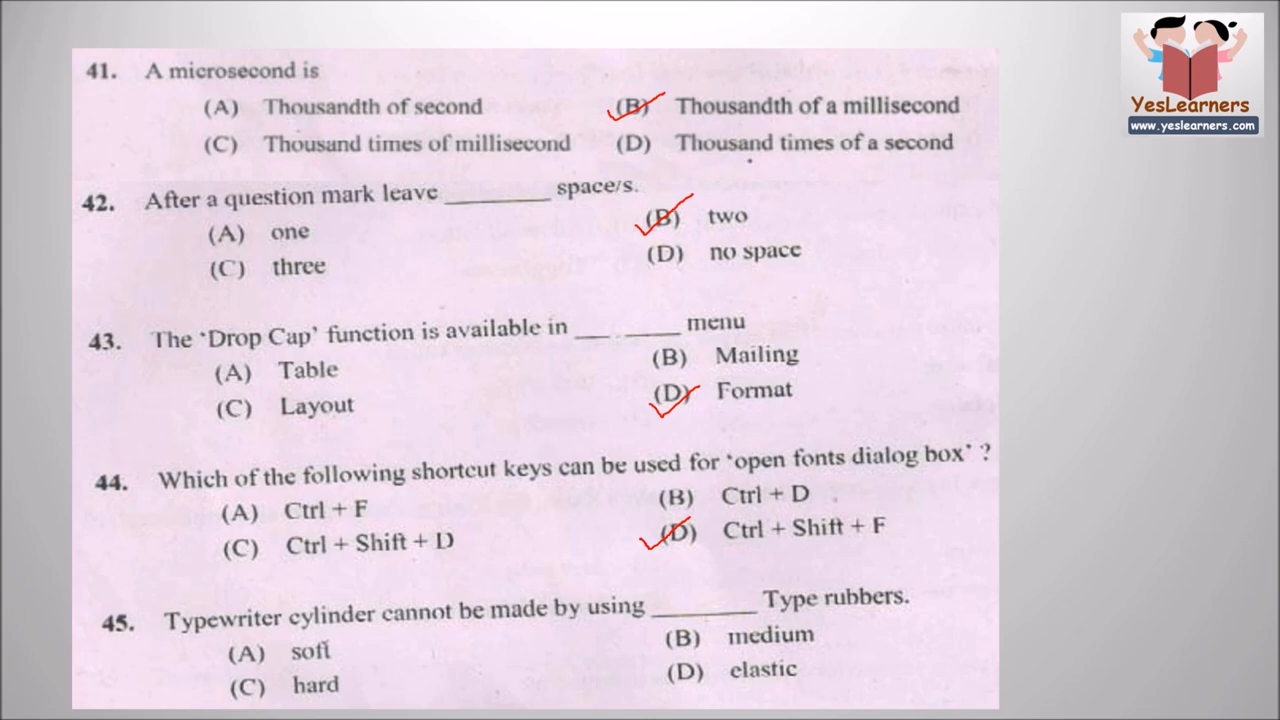 YesLearners
www.yeslearners.com
41. A microsecond is
(A) Thousandth of second (B) Thousandth of a millisecond
(C) Thousand times of millisecond (D) Thousand times of a second
42. After a question mark leave ________ space/s.
(A) one (B) two
(C) three (D) no space
43. The ‘Drop Cap’ function is available in ________ menu
(A) Table (B) Mailing
(C) Layout (D) Format
44. Which of the following shortcut keys can be used for ‘open fonts dialog box’ ?
(A) Ctrl + F (B) Ctrl + D
(C) Ctrl + Shift + D (D) Ctrl + Shift + F
45. Typewriter cylinder cannot be made by using ________ Type rubbers.
(A) soft (B) medium
(C) hard (D) elastic